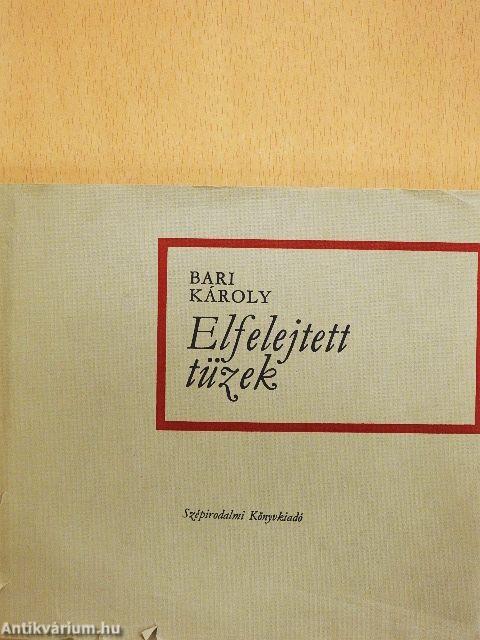 BARI
KÁROLY
Elfelejtett
tüzek
Szépirodalmi Könyvkiadó
Antikvárium.hu